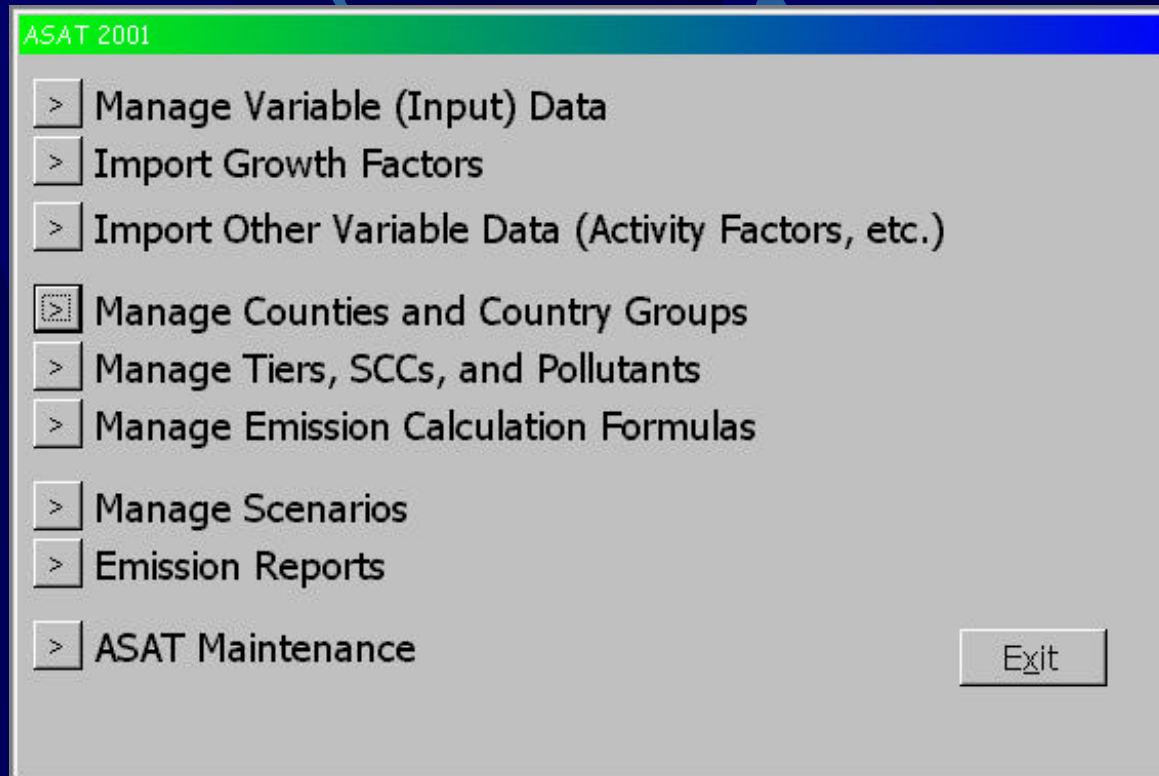 ASAT 2001
> Manage Variable (Input) Data
> Import Growth Factors
> Import Other Variable Data (Activity Factors, etc.)
> Manage Counties and Country Groups
> Manage Tiers, SCCs, and Pollutants
> Manage Emission Calculation Formulas
> Manage Scenarios
> Emission Reports
> ASAT Maintenance
Exit